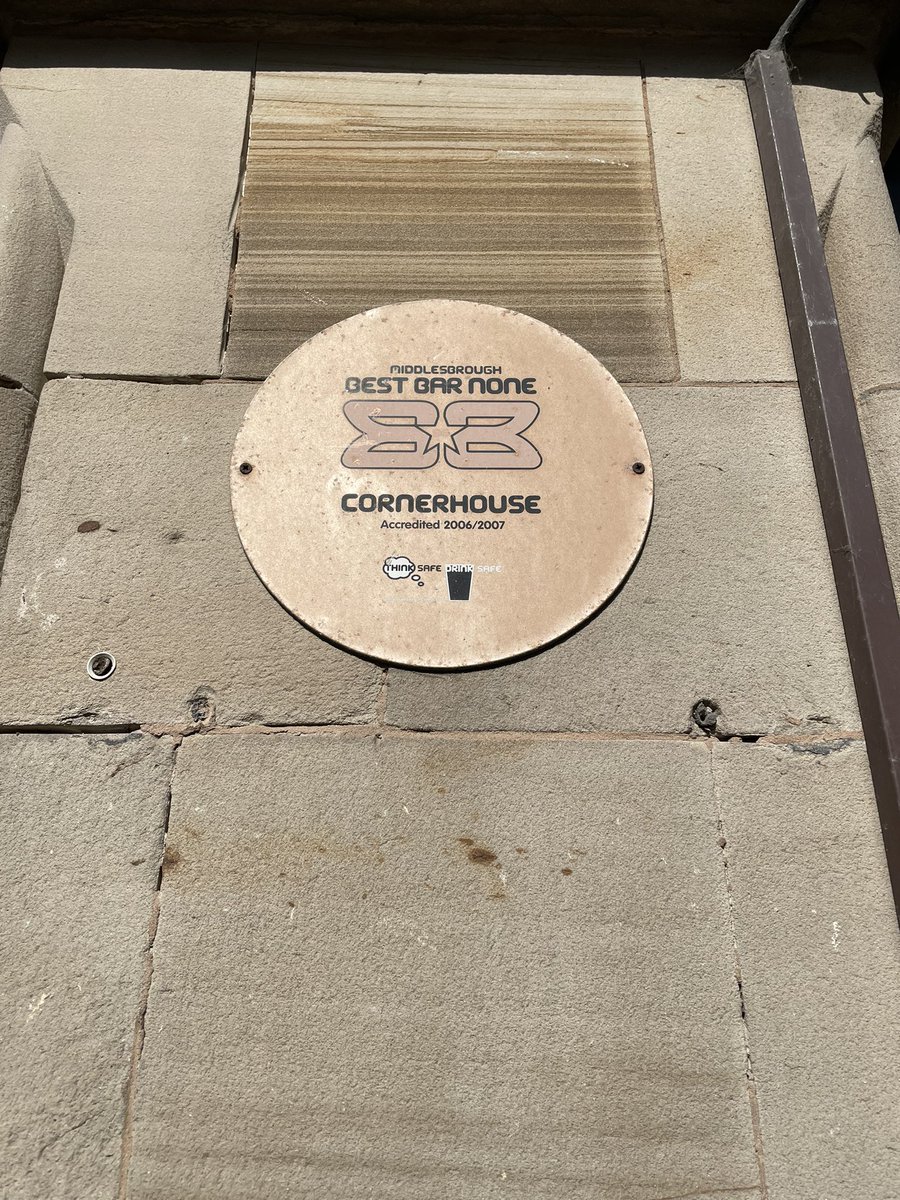 MIDDLESBROUGH
BEST BAR NONE
CORNERHOUSE
Accredited 2006/2007
THINK SAFE DRINK SAFE